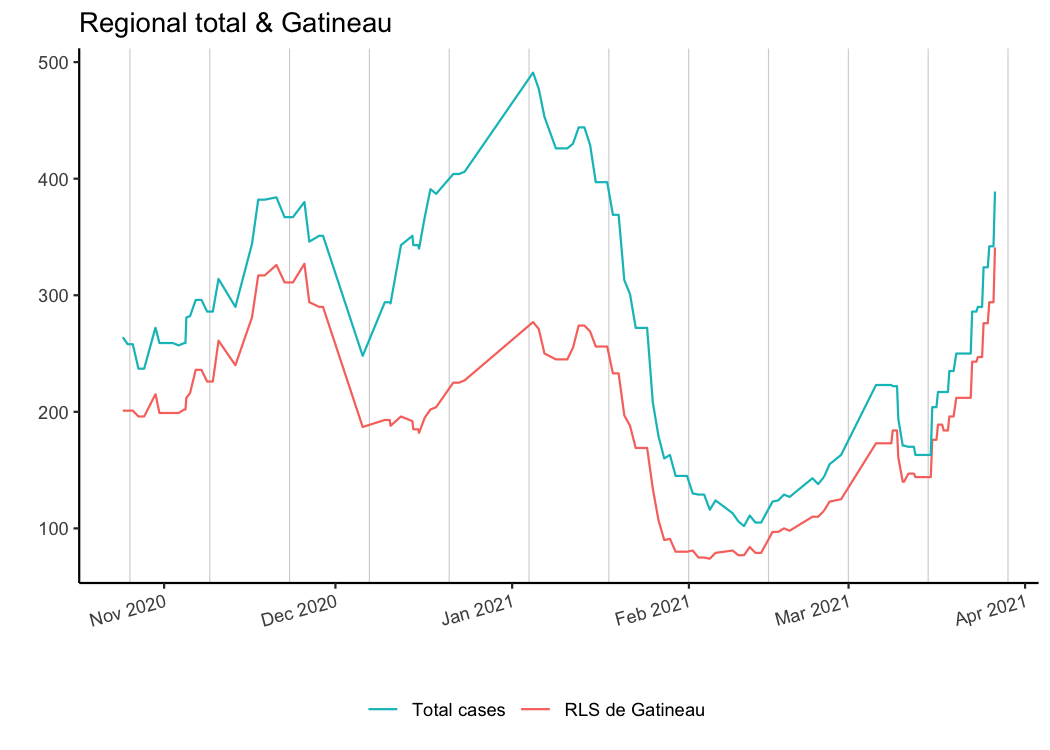 Regional total & Gatineau
500
400
300
200
100
Nov 2020 Dec 2020 Jan 2021 Feb 2021 Mar 2021 Apr 2021
Total cases RLS de Gatineau